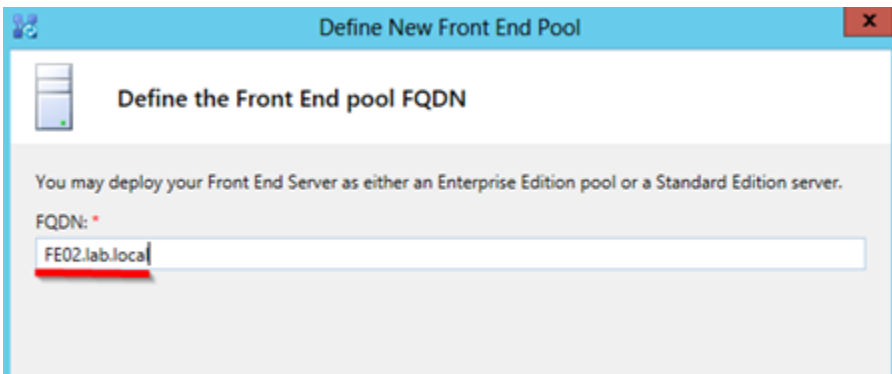 Define New Front End Pool
x
Define the Front End pool FQDN
You may deploy your Front End Server as either an Enterprise Edition pool or a Standard Edition server.
FQDN: *
FE02.lab.local